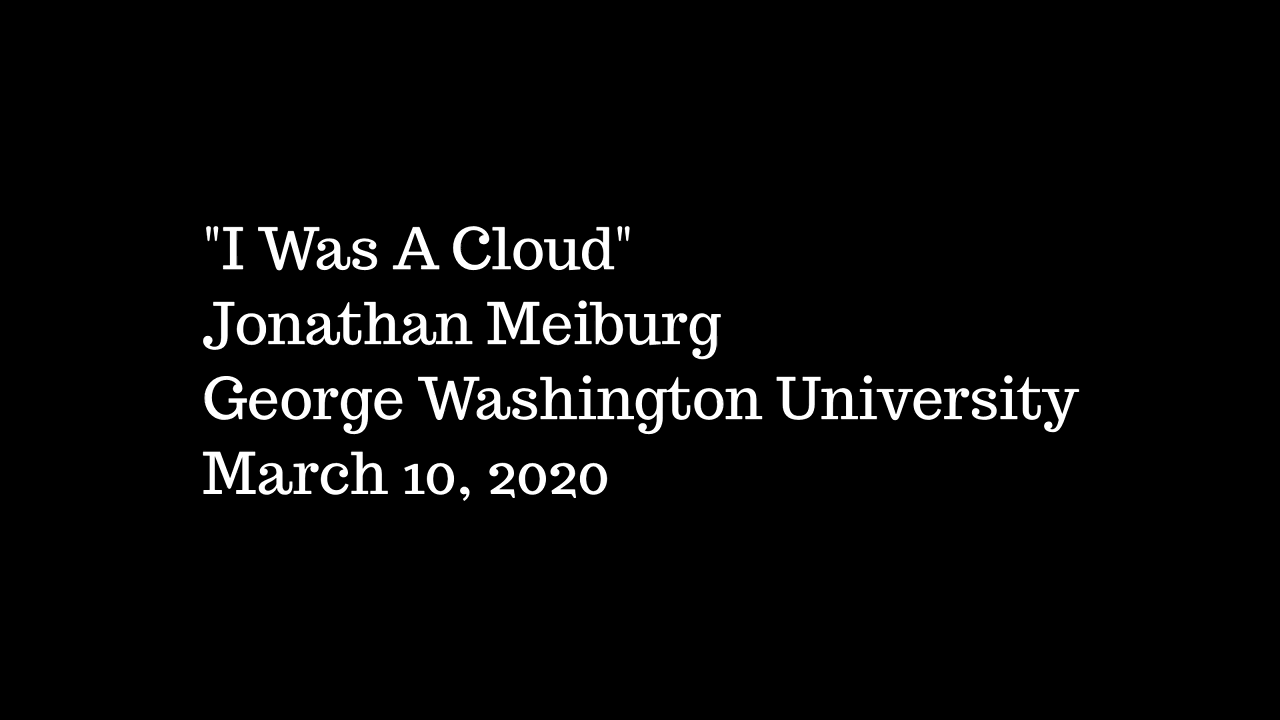 "I Was A Cloud"
Jonathan Meiburg
George Washington University
March 10, 2020